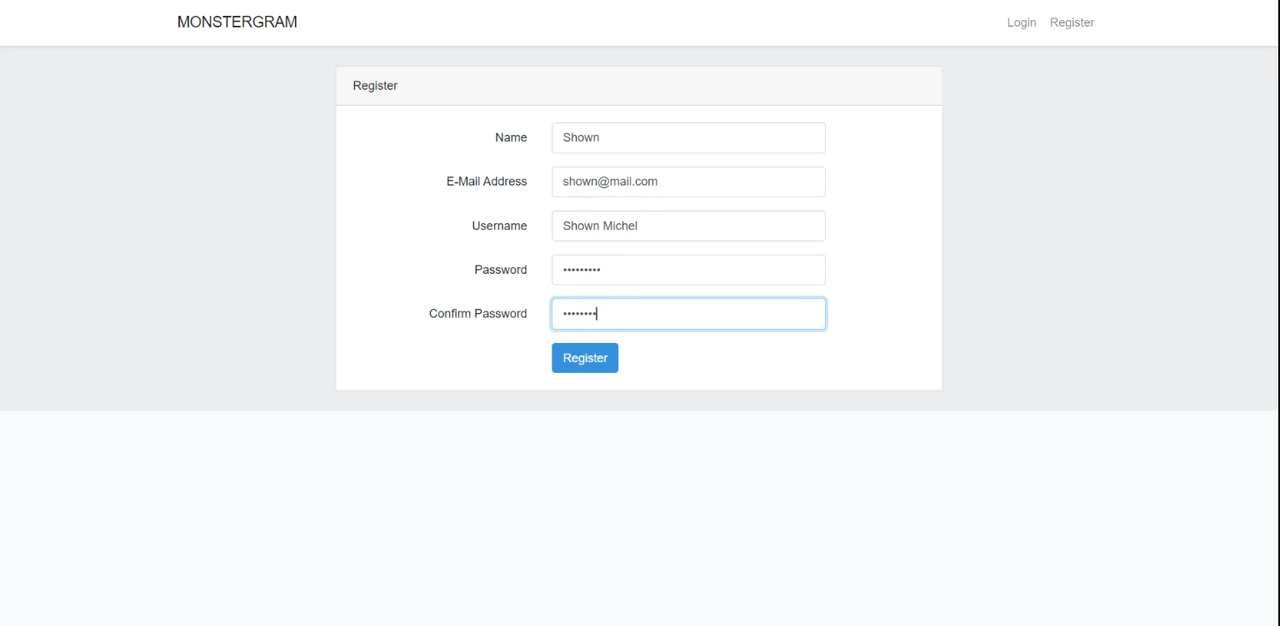 MONSTERGRAM
Login Register
Register
Name Shown
E-Mail Address shown@mail.com
Username Shown Michel
Password •••••••••
Confirm Password ••••••••
Register